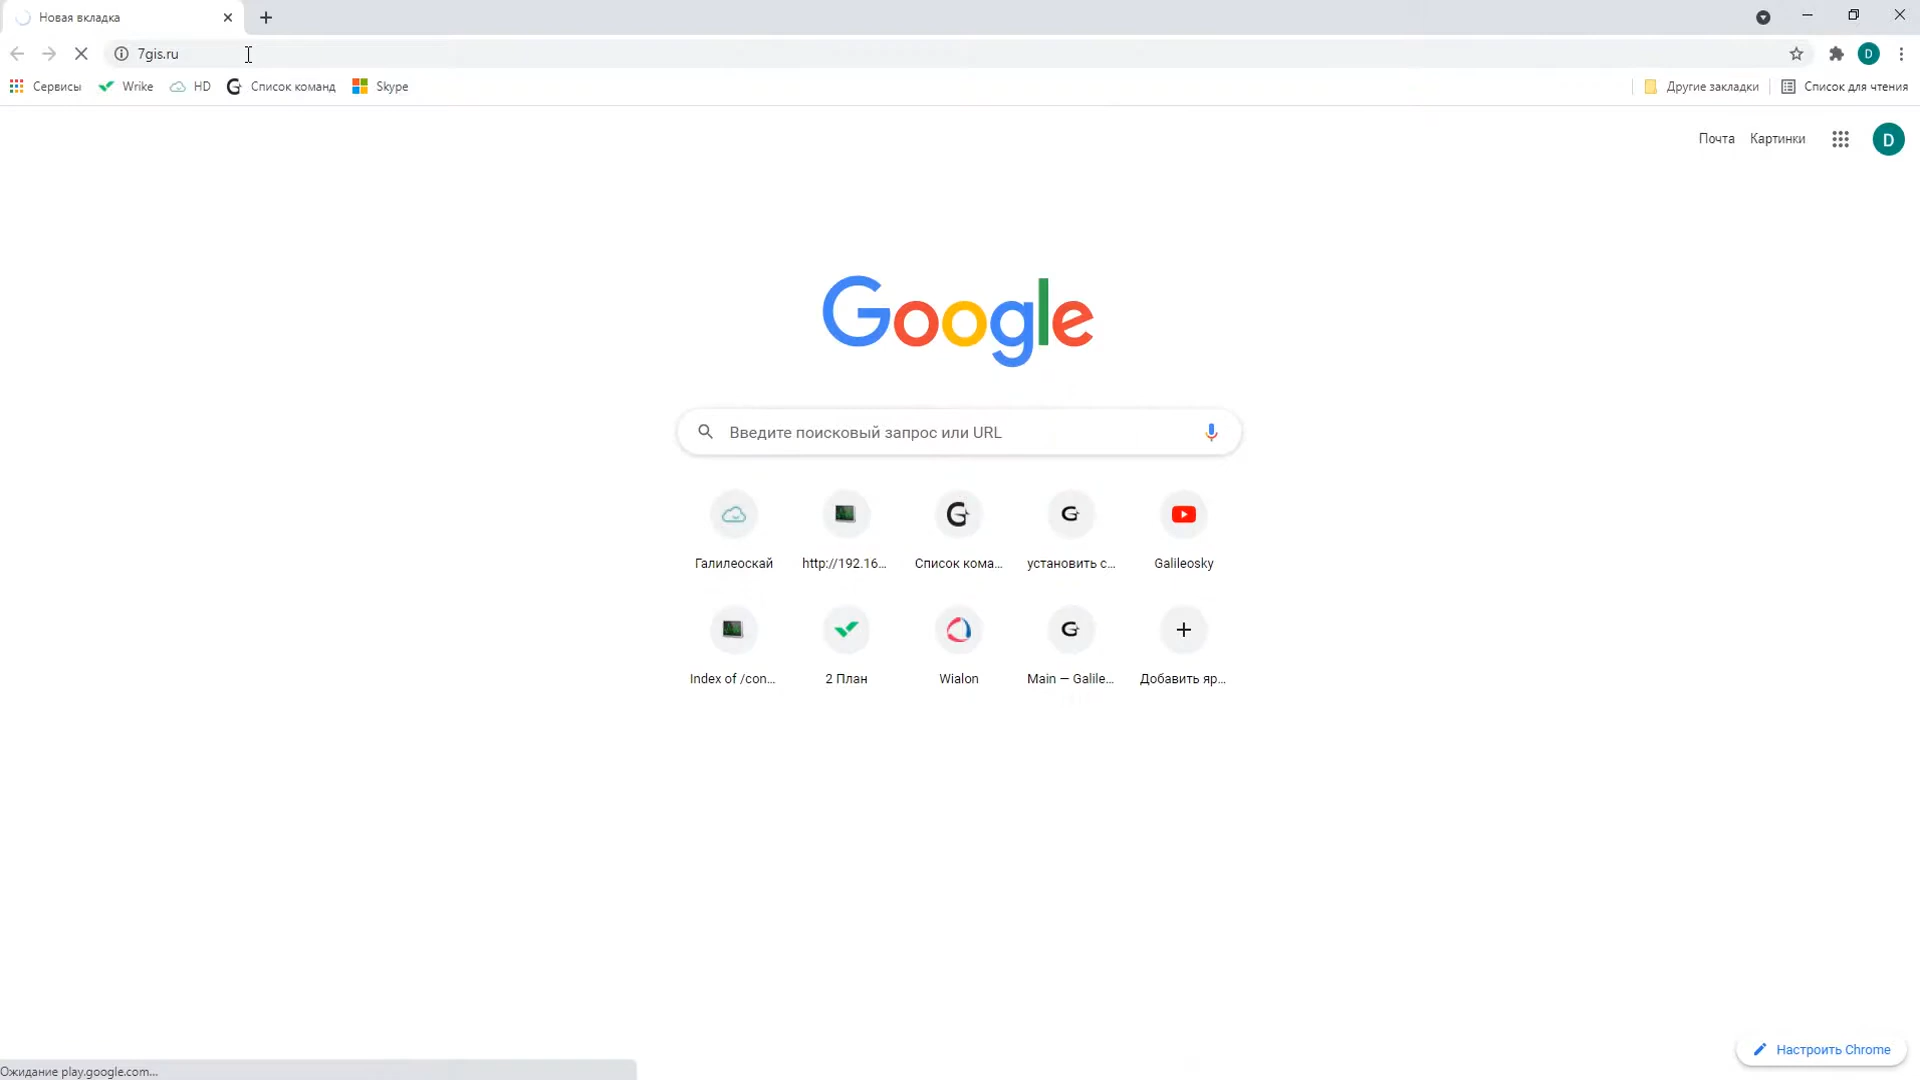 Новая вкладка
7gis.ru
Сервисы
Wrike
HD
Список команд
Skype
Другие закладки
Список для чтения
Почта
Картинки
D
D
Google
Введите поисковый запрос или URL
Галилеоскай
http://192.16...
Список кома...
установить с...
Galileosky
Index of /con...
2 План
Wialon
Main — Galile...
Добавить яр...
Настроить Chrome
Ожидание play.google.com...